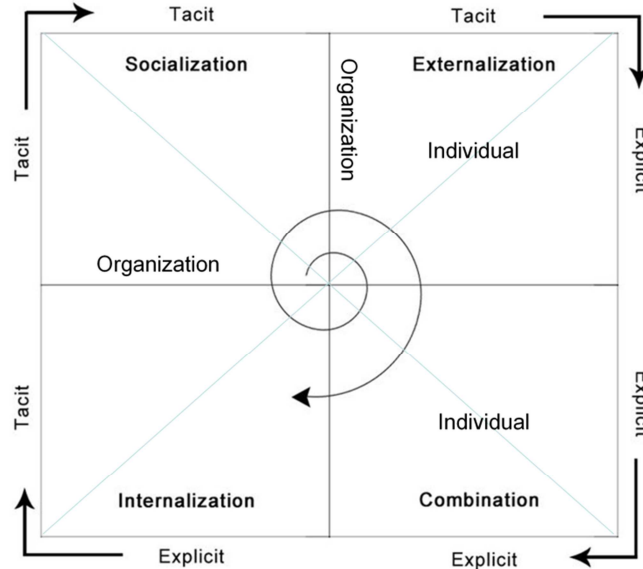 Tacit
Tacit
Socialization
Externalization
Organization
Tacit
Explicit
Individual
Organization
Tacit
Explicit
Individual
Internalization
Combination
Explicit
Explicit